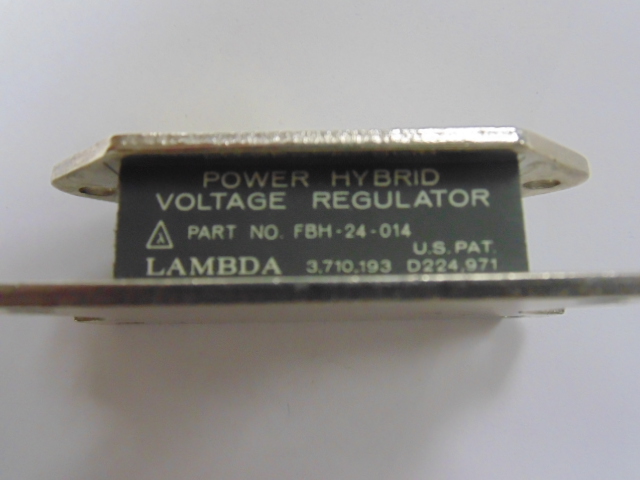 POWER HYBRID
VOLTAGE REGULATOR
λ PART NO. FBH-24-014
U.S. PAT.
LAMBDA 3,710,193 D224,971